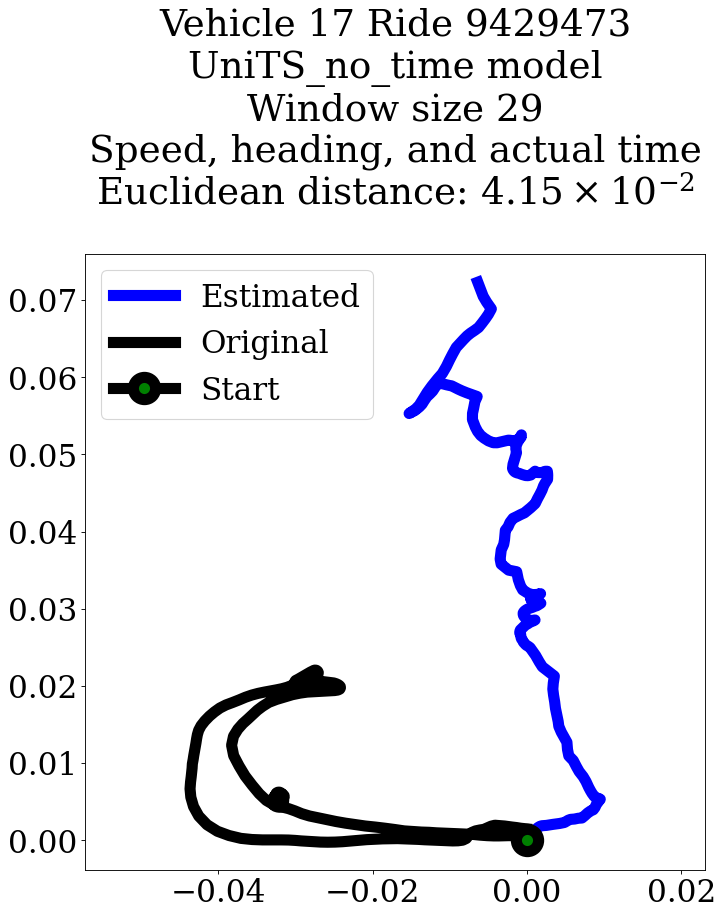 Vehicle 17 Ride 9429473
UniTS_no_time model
Window size 29
Speed, heading, and actual time
Euclidean distance: 4.15 × 10⁻²
Estimated
Original
Start
0.07
0.06
0.05
0.04
0.03
0.02
0.01
0.00
−0.04
−0.02
0.00
0.02